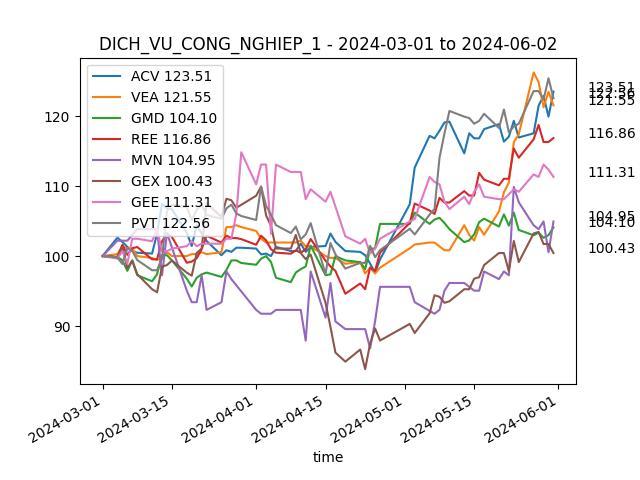 DICH_VU_CONG_NGHIEP_1 - 2024-03-01 to 2024-06-02
ACV 123.51
VEA 121.55
GMD 104.10
REE 116.86
MVN 104.95
GEX 100.43
GEE 111.31
PVT 122.56
120
110
100
90
123.51
122.56
121.55
116.86
111.31
104.95
104.10
100.43
2024-03-01
2024-03-15
2024-04-01
2024-04-15
2024-05-01
2024-05-15
2024-06-01
time